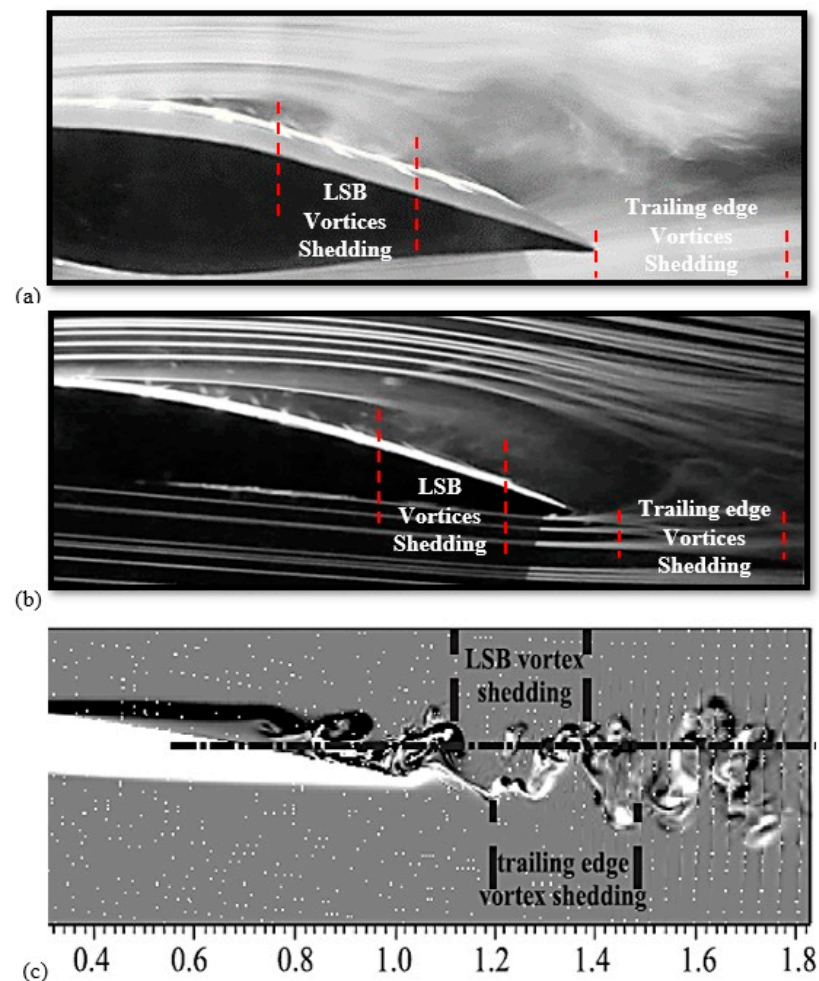 LSB
Vortices
Shedding
Trailing edge
Vortices
Shedding
(a)
LSB
Vortices
Shedding
Trailing edge
Vortices
Shedding
(b)
LSB vortex
shedding
trailing edge
vortex shedding
(c)
0.4 0.6 0.8 1.0 1.2 1.4 1.6 1.8